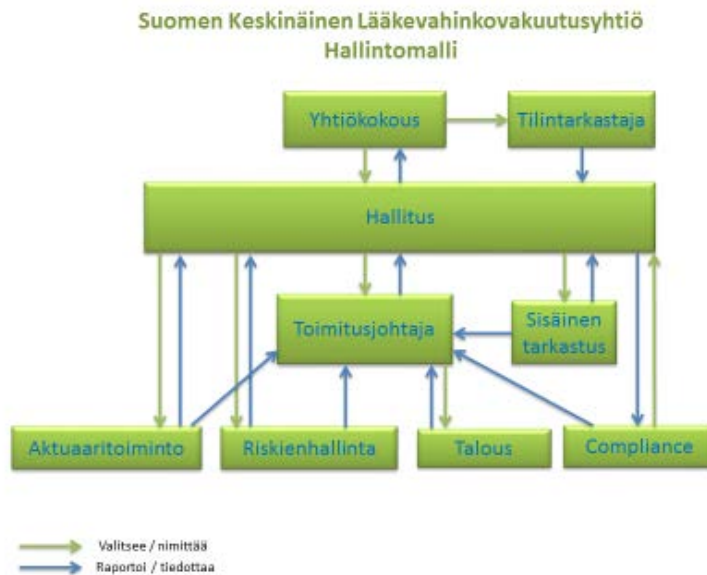 Suomen Keskinäinen Lääkevahinkovakuutusyhtiö
Hallintomalli
Yhtiökokous
Tilintarkastaja
Hallitus
Toimitusjohtaja
Sisäinen
tarkastus
Aktuaaritoiminto
Riskienhallinta
Talous
Compliance
Valitsee / nimittää
Raportoi / tiedottaa